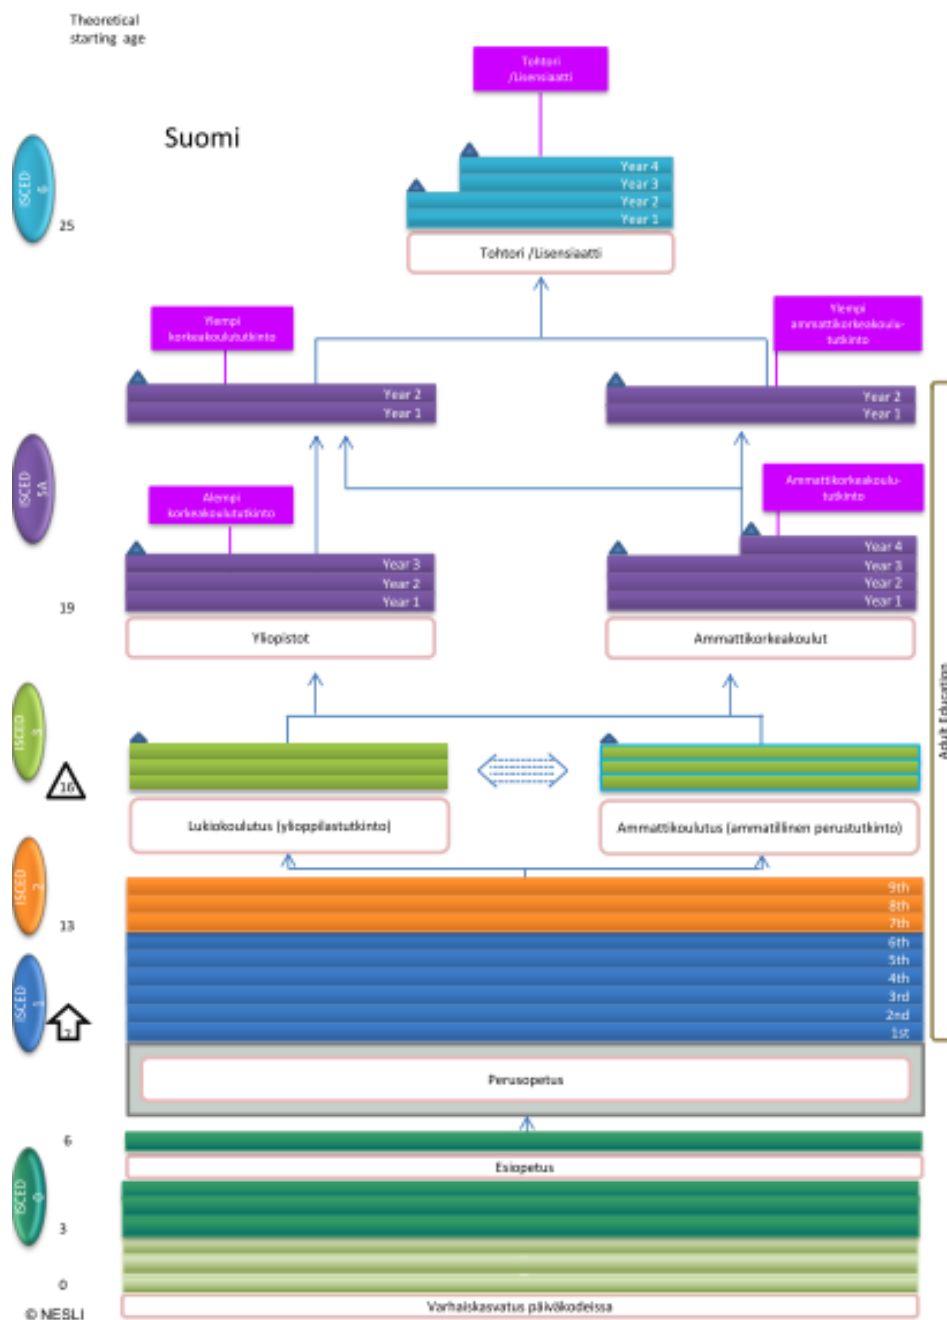 Theoretical
starting age
Suomi
Tohtori
/Lisensiaatti
ISCED
6
Year 4
Year 3
Year 2
Year 1
25
Tohtori /Lisensiaatti
Ylempi
korkeakoulututkinto
Ylempi
ammattikorkeakoulu-
tutkinto
Year 2
Year 1
Year 2
Year 1
ISCED
5A
Alempi
korkeakoulututkinto
Ammattikorkeakoulu-
tutkinto
Year 3
Year 2
Year 1
Year 4
Year 3
Year 2
Year 1
19
Yliopistot
Ammattikorkeakoulut
Adult Education
ISCED
3
16
Lukiokoulutus (ylioppilastutkinto)
Ammattikoulutus (ammatillinen perustutkinto)
ISCED
2
9th
8th
7th
13
6th
5th
4th
3rd
2nd
1st
ISCED
1
7
Perusopetus
6
Esiopetus
ISCED
0
3
0
Varhaiskasvatus päiväkodeissa
© NESLI